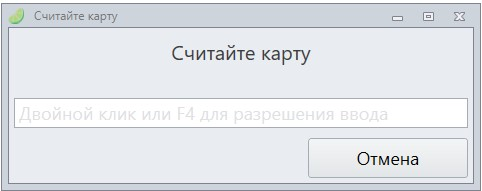 Считайте карту
Считайте карту
Двойной клик или F4 для разрешения ввода
Отмена